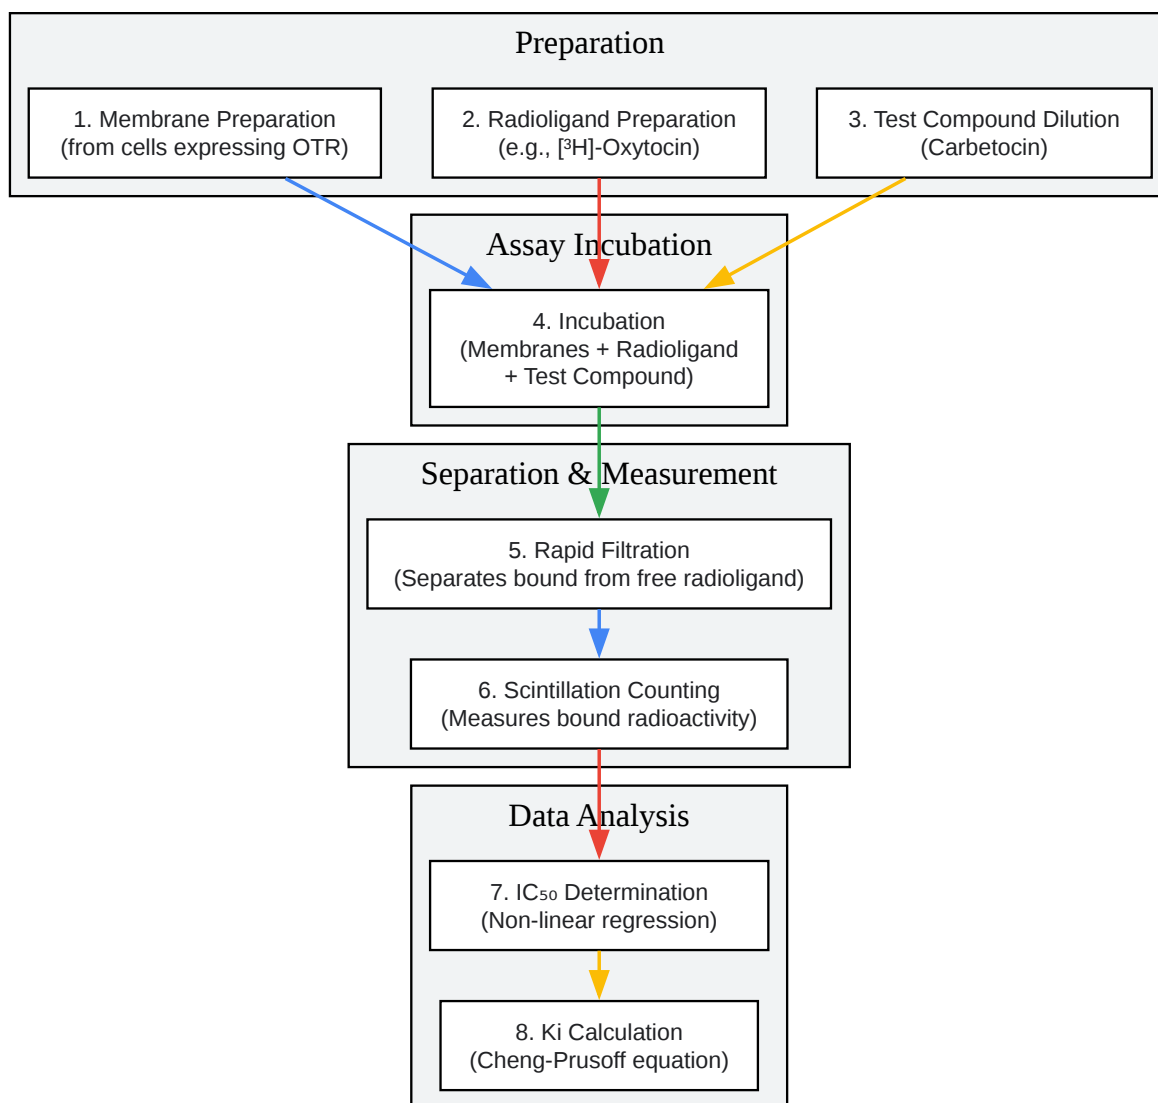 Preparation
1. Membrane Preparation
(from cells expressing OTR)
2. Radioligand Preparation
(e.g., [³H]-Oxytocin)
3. Test Compound Dilution
(Carbetocin)
Assay Incubation
4. Incubation
(Membranes + Radioligand
+ Test Compound)
Separation & Measurement
5. Rapid Filtration
(Separates bound from free radioligand)
6. Scintillation Counting
(Measures bound radioactivity)
Data Analysis
7. IC₅₀ Determination
(Non-linear regression)
8. Ki Calculation
(Cheng-Prusoff equation)